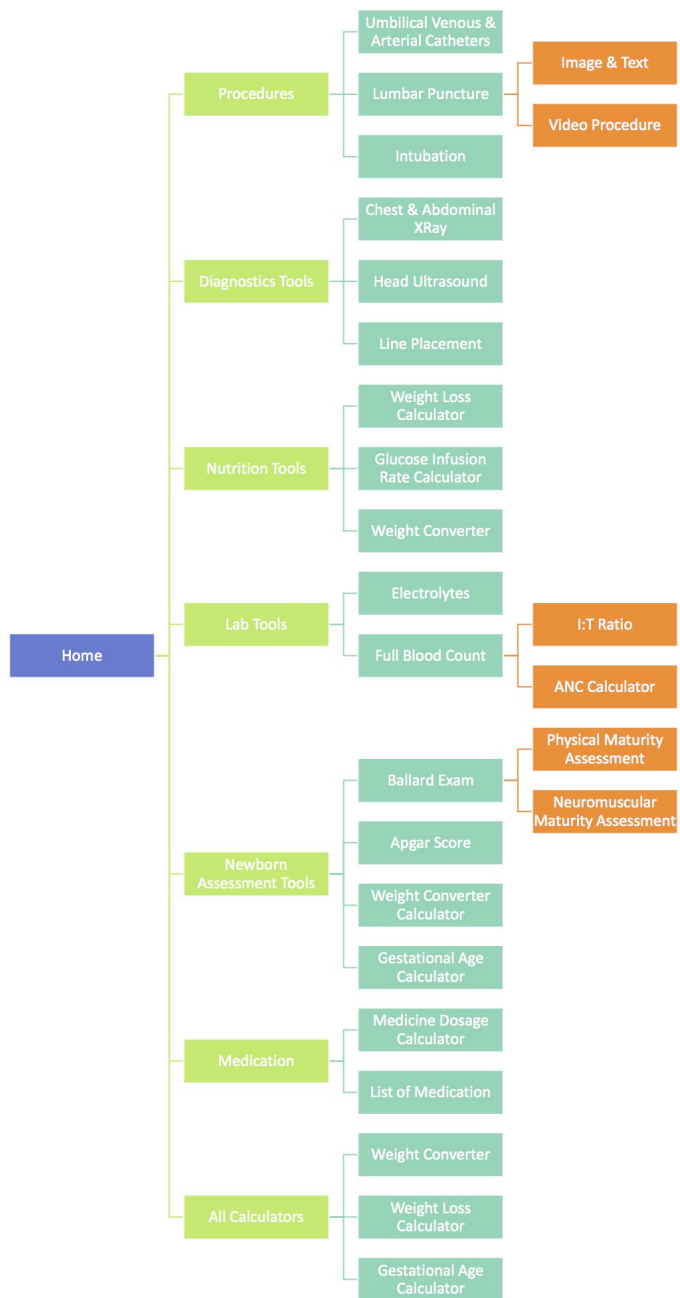 Home
Procedures
Umbilical Venous &
Arterial Catheters
Lumbar Puncture
Image & Text
Video Procedure
Intubation
Diagnostics Tools
Chest & Abdominal
XRay
Head Ultrasound
Line Placement
Nutrition Tools
Weight Loss
Calculator
Glucose Infusion
Rate Calculator
Weight Converter
Lab Tools
Electrolytes
Full Blood Count
I:T Ratio
ANC Calculator
Newborn
Assessment Tools
Ballard Exam
Physical Maturity
Assessment
Neuromuscular
Maturity Assessment
Apgar Score
Weight Converter
Calculator
Gestational Age
Calculator
Medication
Medicine Dosage
Calculator
List of Medication
All Calculators
Weight Converter
Weight Loss
Calculator
Gestational Age
Calculator